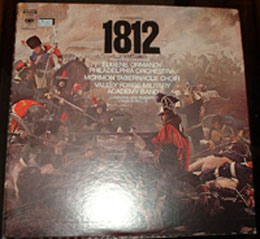 1812
EUGENE ORMANDY
PHILADELPHIA ORCHESTRA
MORMON TABERNACLE CHOIR
VALLEY FORGE MILITARY
ACADEMY BAND